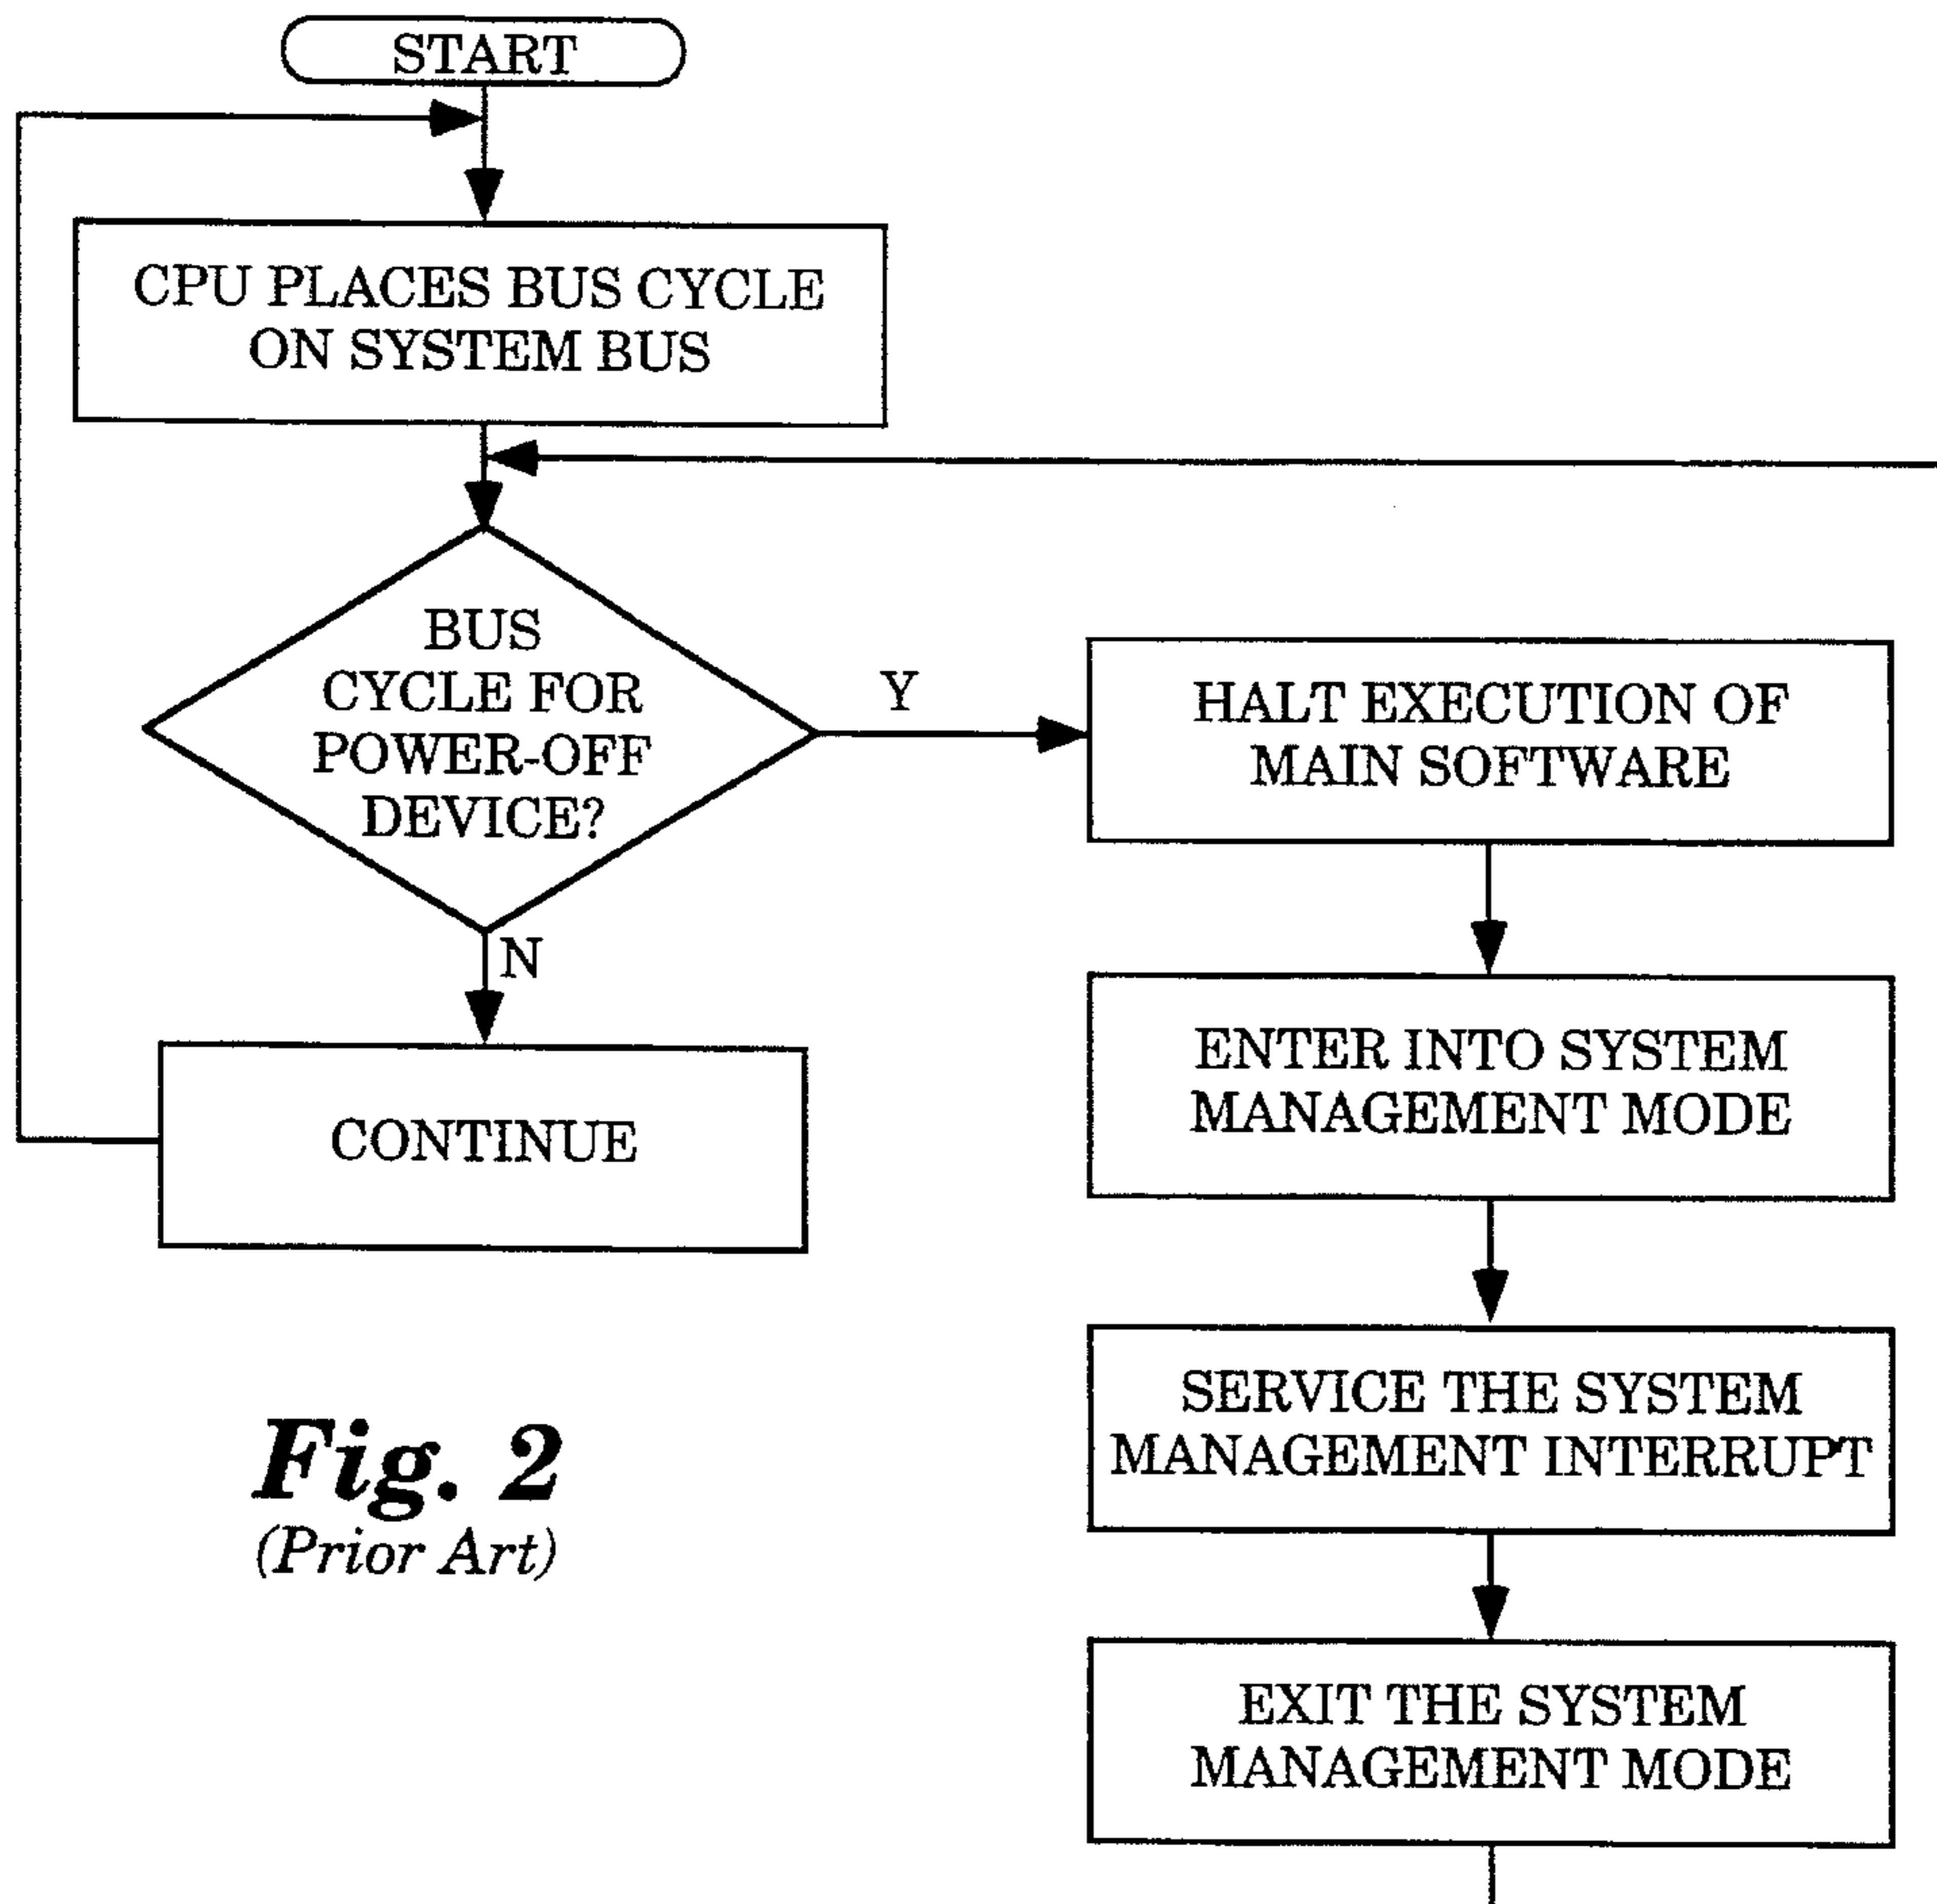 START
CPU PLACES BUS CYCLE
ON SYSTEM BUS
BUS
CYCLE FOR
POWER-OFF
DEVICE?
Y
N
CONTINUE
HALT EXECUTION OF
MAIN SOFTWARE
ENTER INTO SYSTEM
MANAGEMENT MODE
SERVICE THE SYSTEM
MANAGEMENT INTERRUPT
EXIT THE SYSTEM
MANAGEMENT MODE
Fig. 2
(Prior Art)